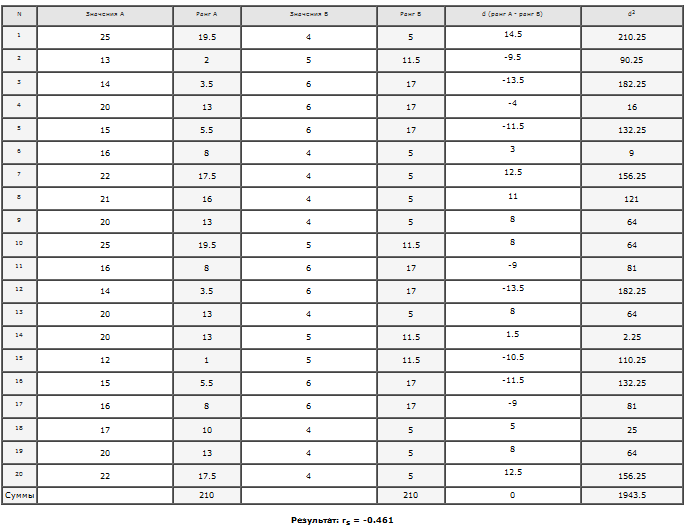 N Значения А Ранг А Значения В Ранг В d (ранг А - ранг В) d2
1 25 19.5 4 5 14.5 210.25
2 13 2 5 11.5 -9.5 90.25
3 14 3.5 6 17 -13.5 182.25
4 20 13 6 17 -4 16
5 15 5.5 6 17 -11.5 132.25
6 16 8 4 5 3 9
7 22 17.5 4 5 12.5 156.25
8 21 16 4 5 11 121
9 20 13 4 5 8 64
10 25 19.5 5 11.5 8 64
11 16 8 6 17 -9 81
12 14 3.5 6 17 -13.5 182.25
13 20 13 4 5 8 64
14 20 13 5 11.5 1.5 2.25
15 12 1 5 11.5 -10.5 110.25
16 15 5.5 6 17 -11.5 132.25
17 16 8 6 17 -9 81
18 17 10 4 5 5 25
19 20 13 4 5 8 64
20 22 17.5 4 5 12.5 156.25
Суммы 210 210 0 1943.5
Результат: rs = -0.461